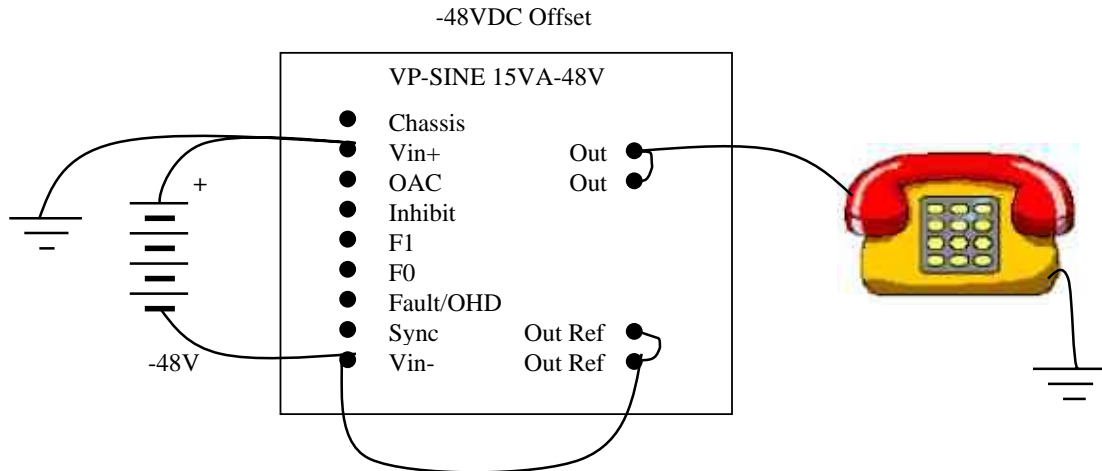 -48VDC Offset
VP-SINE 15VA-48V
Chassis
Vin+ Out
+
OAC Out
Inhibit
F1
F0
Fault/OHD
Sync Out Ref
-48V
Vin- Out Ref